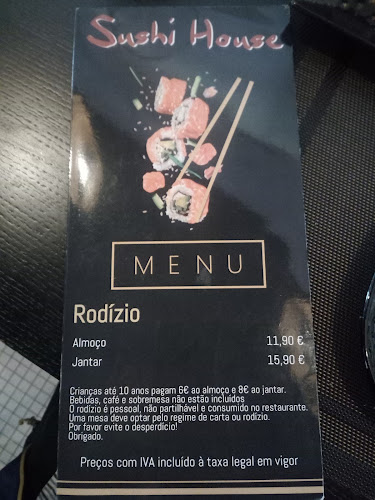 Sushi House
MENU
Rodízio
Almoço 11,90 €
Jantar 15,90 €
Crianças até 10 anos pagam 6€ ao almoço e 8€ ao jantar.
Bebidas, café e sobremesa não estão incluídos
O rodízio é pessoal, não partilhável e consumido no restaurante.
Uma mesa deve optar pelo regime de carta ou rodízio.
Por favor evite o desperdício!
Obrigado.
Preços com IVA incluído à taxa legal em vigor